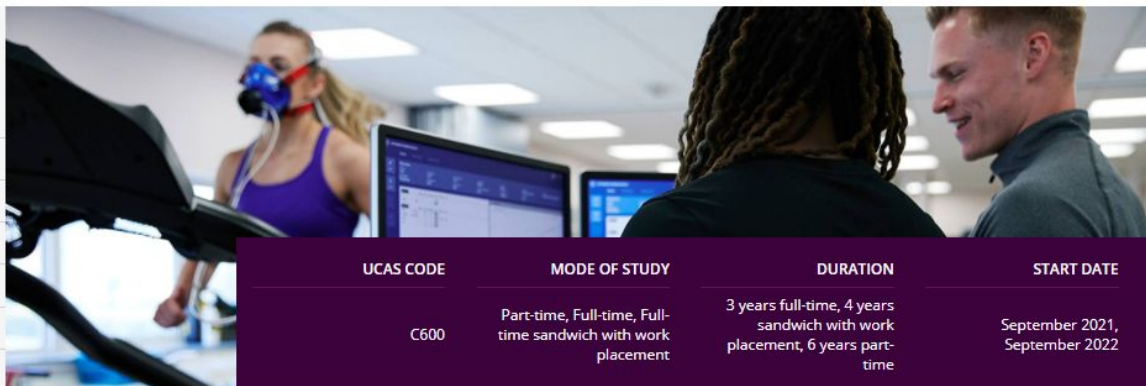 UCAS CODE
C600
MODE OF STUDY
Part-time, Full-time, Full-
time sandwich with work
placement
DURATION
3 years full-time, 4 years
sandwich with work
placement, 6 years part-
time
START DATE
September 2021,
September 2022